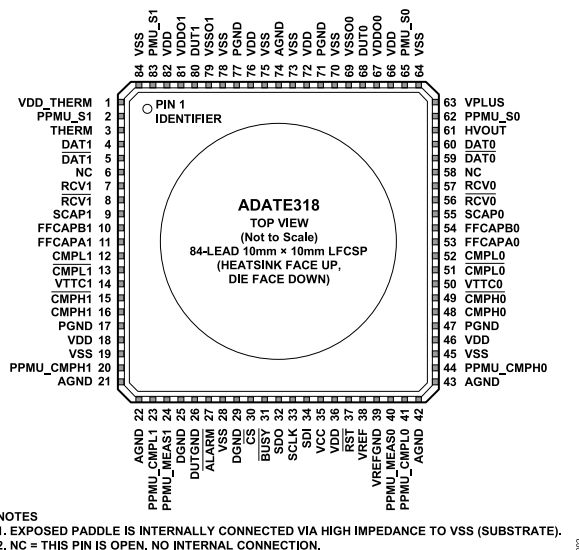 84 VSS
83 PMU_S1
82 VDD
81 VDDO1
80 DUT1
79 VSSO1
78 VSS
77 PGND
76 VDD
75 VSS
74 AGND
73 VSS
72 VDD
71 PGND
70 VSS
69 VSSO0
68 DUT0
67 VDDO0
66 VDD
65 PMU_S0
64 VSS
VDD_THERM 1
PPMU_S1 2
THERM 3
DAT1 4
DAT1 5
NC 6
RCV1 7
RCV1 8
SCAP1 9
FFCAPB1 10
FFCAPA1 11
CMPL1 12
CMPL1 13
VTTC1 14
CMPH1 15
CMPH1 16
PGND 17
VDD 18
VSS 19
PPMU_CMPH1 20
AGND 21
PIN 1
IDENTIFIER
ADATE318
TOP VIEW
(Not to Scale)
84-LEAD 10mm × 10mm LFCSP
(HEATSINK FACE UP,
DIE FACE DOWN)
63 VPLUS
62 PPMU_S0
61 HVOUT
60 DAT0
59 DAT0
58 NC
57 RCV0
56 RCV0
55 SCAP0
54 FFCAPB0
53 FFCAPA0
52 CMPL0
51 CMPL0
50 VTTC0
49 CMPH0
48 CMPH0
47 PGND
46 VDD
45 VSS
44 PPMU_CMPH0
43 AGND
AGND 22
PPMU_CMPL1 23
PPMU_MEAS1 24
DGND 25
DUTGND 26
ALARM 27
VSS 28
DGND 29
CS 30
BUSY 31
SDO 32
SCLK 33
SDI 34
VCC 35
VDD 36
RST 37
VREF 38
VREFGND 39
PPMU_MEAS0 40
PPMU_CMPL0 41
AGND 42
NOTES
1. EXPOSED PADDLE IS INTERNALLY CONNECTED VIA HIGH IMPEDANCE TO VSS (SUBSTRATE).
2. NC = THIS PIN IS OPEN, NO INTERNAL CONNECTION.